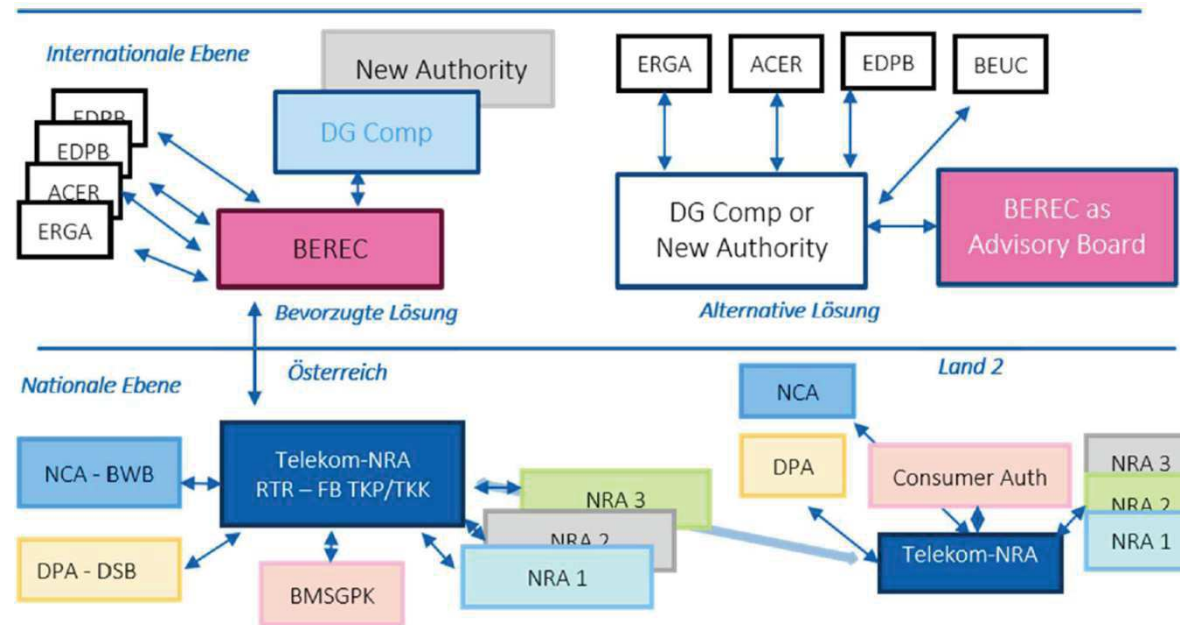 Internationale Ebene
New Authority
DG Comp
EDPB
EDPB
ACER
ERGA
BEREC
Bevorzugte Lösung
ERGA
ACER
EDPB
BEUC
DG Comp or
New Authority
BEREC as
Advisory Board
Alternative Lösung
Nationale Ebene
Österreich
Land 2
NCA - BWB
DPA - DSB
Telekom-NRA
RTR – FB TKP/TKK
BMSGPK
NRA 3
NRA 2
NRA 1
NCA
DPA
Consumer Auth
Telekom-NRA
NRA 3
NRA 2
NRA 1